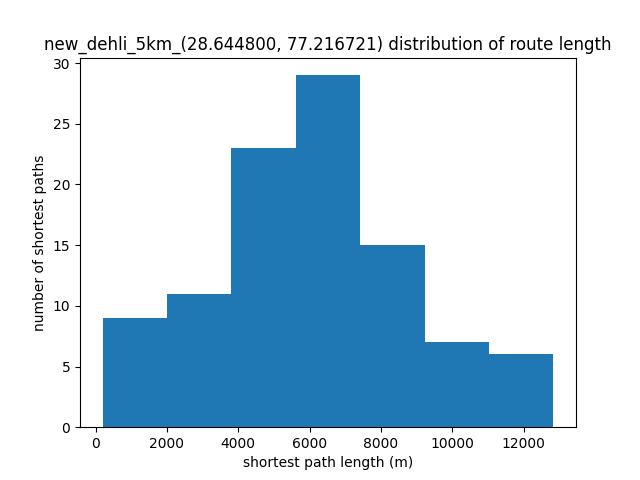 new_dehli_5km_(28.644800, 77.216721) distribution of route length
30
25
20
15
10
5
0
number of shortest paths
0 2000 4000 6000 8000 10000 12000
shortest path length (m)